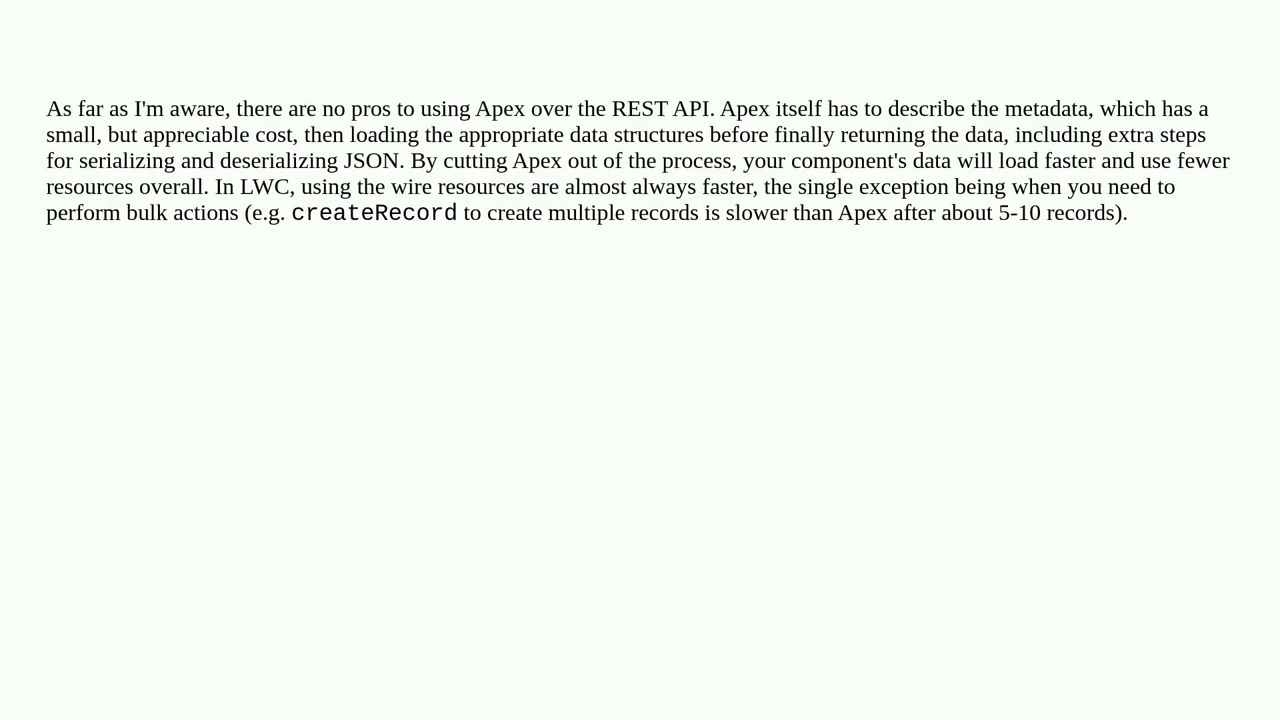 As far as I'm aware, there are no pros to using Apex over the REST API. Apex itself has to describe the metadata, which has a
small, but appreciable cost, then loading the appropriate data structures before finally returning the data, including extra steps
for serializing and deserializing JSON. By cutting Apex out of the process, your component's data will load faster and use fewer
resources overall. In LWC, using the wire resources are almost always faster, the single exception being when you need to
perform bulk actions (e.g. createRecord to create multiple records is slower than Apex after about 5-10 records).